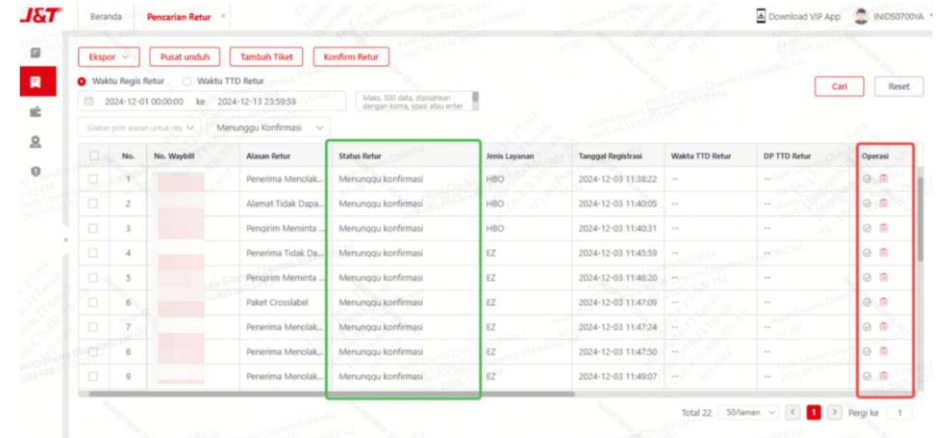 J&T
Beranda
Pencarian Retur ×
Download VIP App
INIDS0700YA
Ekspor
Pusat unduh
Tambah Tiket
Konfirm Retur
Waktu Regis Retur
Waktu TTD Retur
Cari
Reset
2024-12-01 00:00:00 ke 2024-12-13 23:59:59
Maks. 500 data, dipisahkan
dengan koma, spasi atau enter
Silakan pilih alasan untuk
Menunggu Konfirmasi
No. No. Waybill Alasan Retur Status Retur Jenis Layanan Tanggal Registrasi Waktu TTD Retur DP TTD Retur Operasi
1 Penerima Menolak... Menunggu konfirmasi HBO 2024-12-03 11:38:22 -- --
2 Alamat Tidak Dapa... Menunggu konfirmasi HBO 2024-12-03 11:40:05 -- --
3 Pengirim Meminta ... Menunggu konfirmasi HBO 2024-12-03 11:40:31 -- --
4 Penerima Tidak Da... Menunggu konfirmasi EZ 2024-12-03 11:45:59 -- --
5 Pengirim Meminta ... Menunggu konfirmasi EZ 2024-12-03 11:46:20 -- --
6 Paket Crosslabel Menunggu konfirmasi EZ 2024-12-03 11:47:09 -- --
7 Penerima Menolak... Menunggu konfirmasi EZ 2024-12-03 11:47:24 -- --
8 Penerima Menolak... Menunggu konfirmasi EZ 2024-12-03 11:47:50 -- --
9 Penerima Menolak... Menunggu konfirmasi EZ 2024-12-03 11:49:07 -- --
Total 22 50/laman < 1 > Pergi ke 1